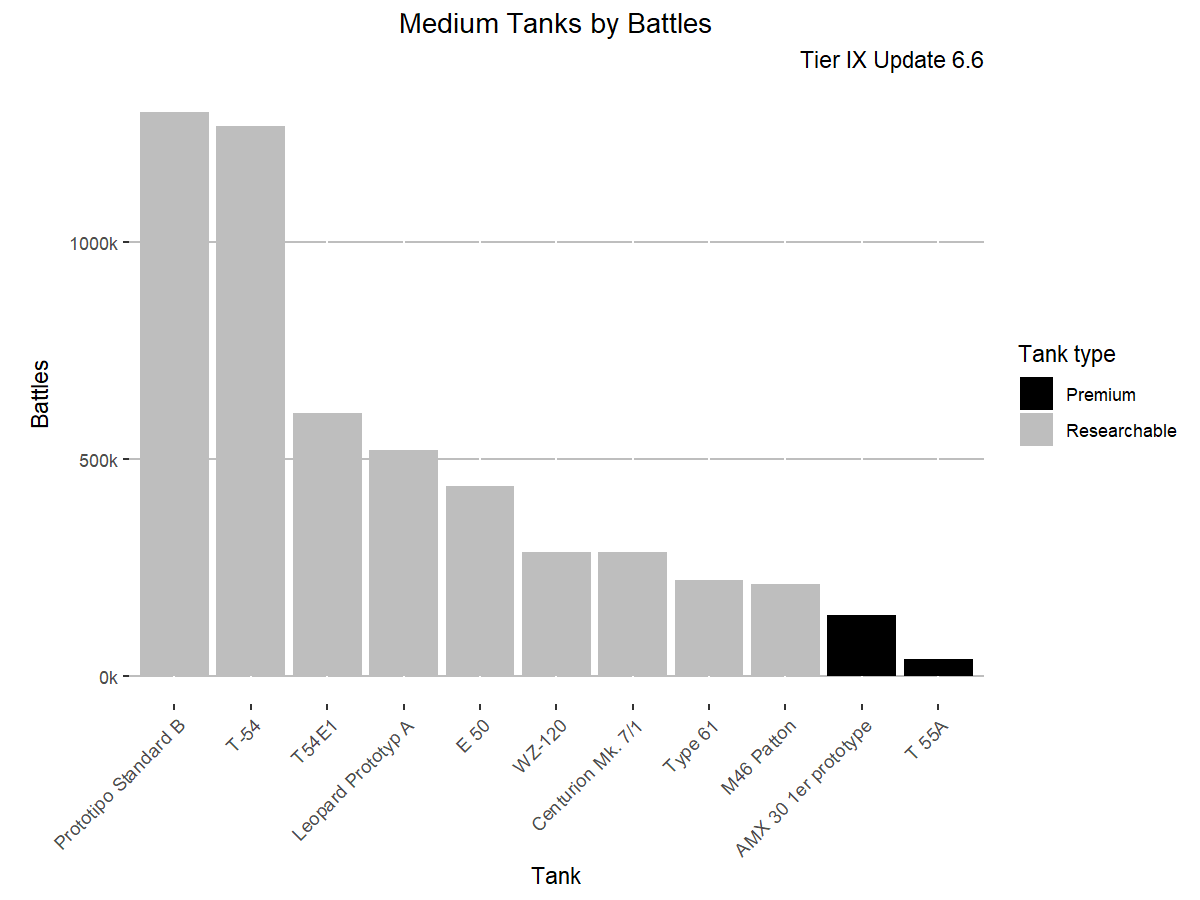 Medium Tanks by Battles
Tier IX Update 6.6
Battles
1000k
500k
0k
Prototipo Standard B
T-54
T54E1
Leopard Prototyp A
E 50
WZ-120
Centurion Mk. 7/1
Type 61
M46 Patton
AMX 30 1er prototype
T 55A
Tank
Tank type
Premium
Researchable